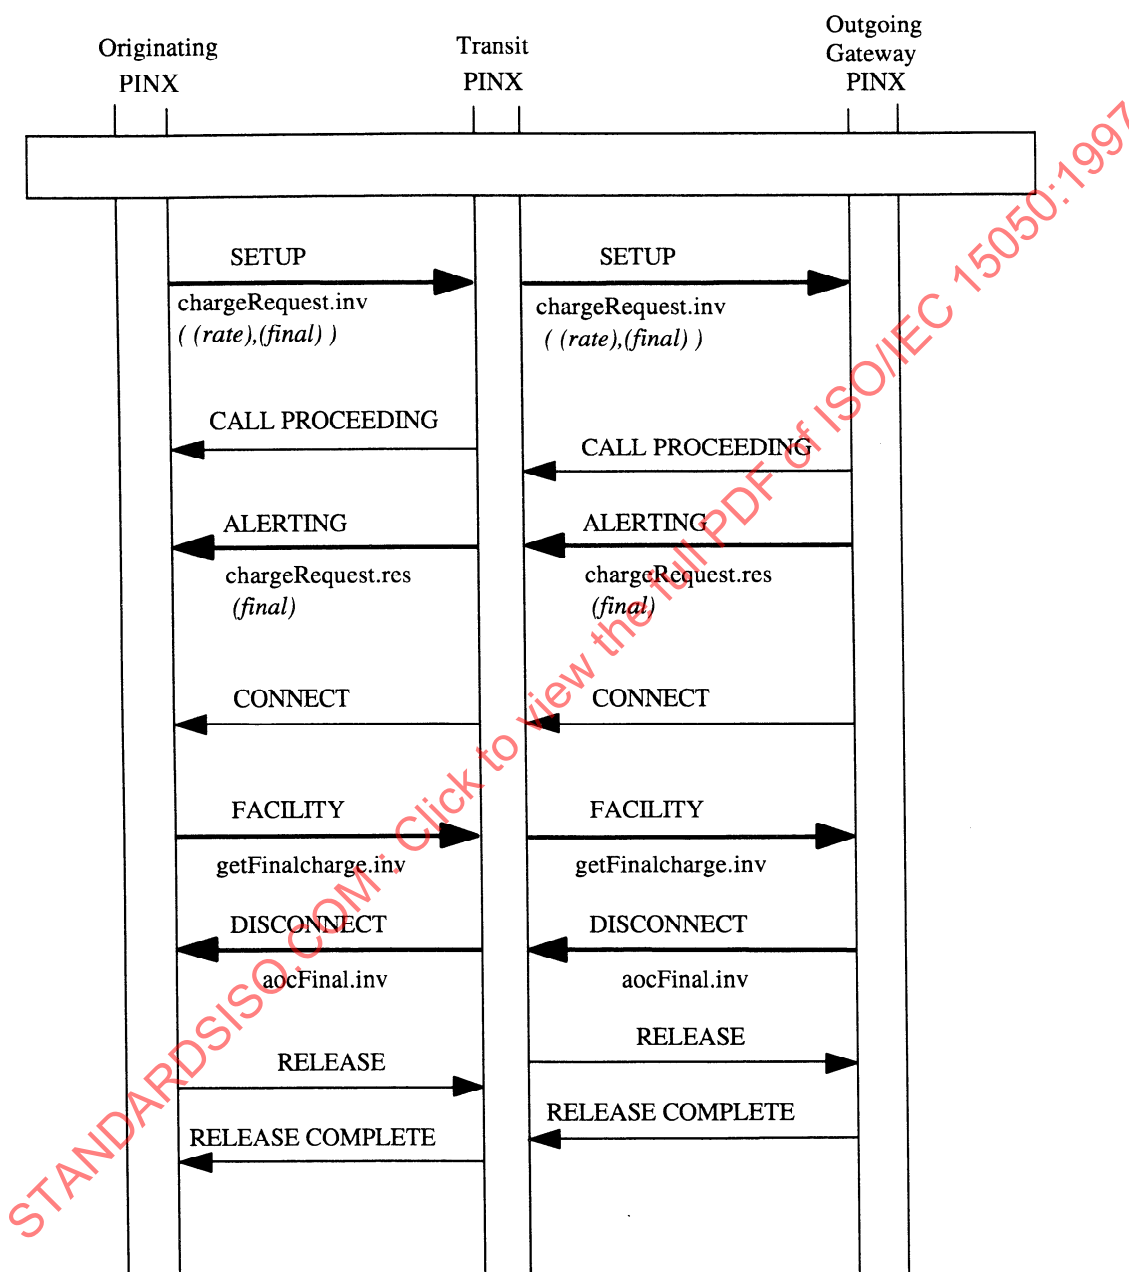 Originating
PINX
Transit
PINX
Outgoing
Gateway
PINX
SETUP
chargeRequest.inv
( (rate),(final) )
SETUP
chargeRequest.inv
( (rate),(final) )
CALL PROCEEDING
CALL PROCEEDING
ALERTING
chargeRequest.res
(final)
ALERTING
chargeRequest.res
(final)
CONNECT
CONNECT
FACILITY
getFinalcharge.inv
FACILITY
getFinalcharge.inv
DISCONNECT
aocFinal.inv
DISCONNECT
aocFinal.inv
RELEASE
RELEASE
RELEASE COMPLETE
RELEASE COMPLETE
STANDARDSISO.COM : Click to view the full PDF of ISO/IEC 15050:1997